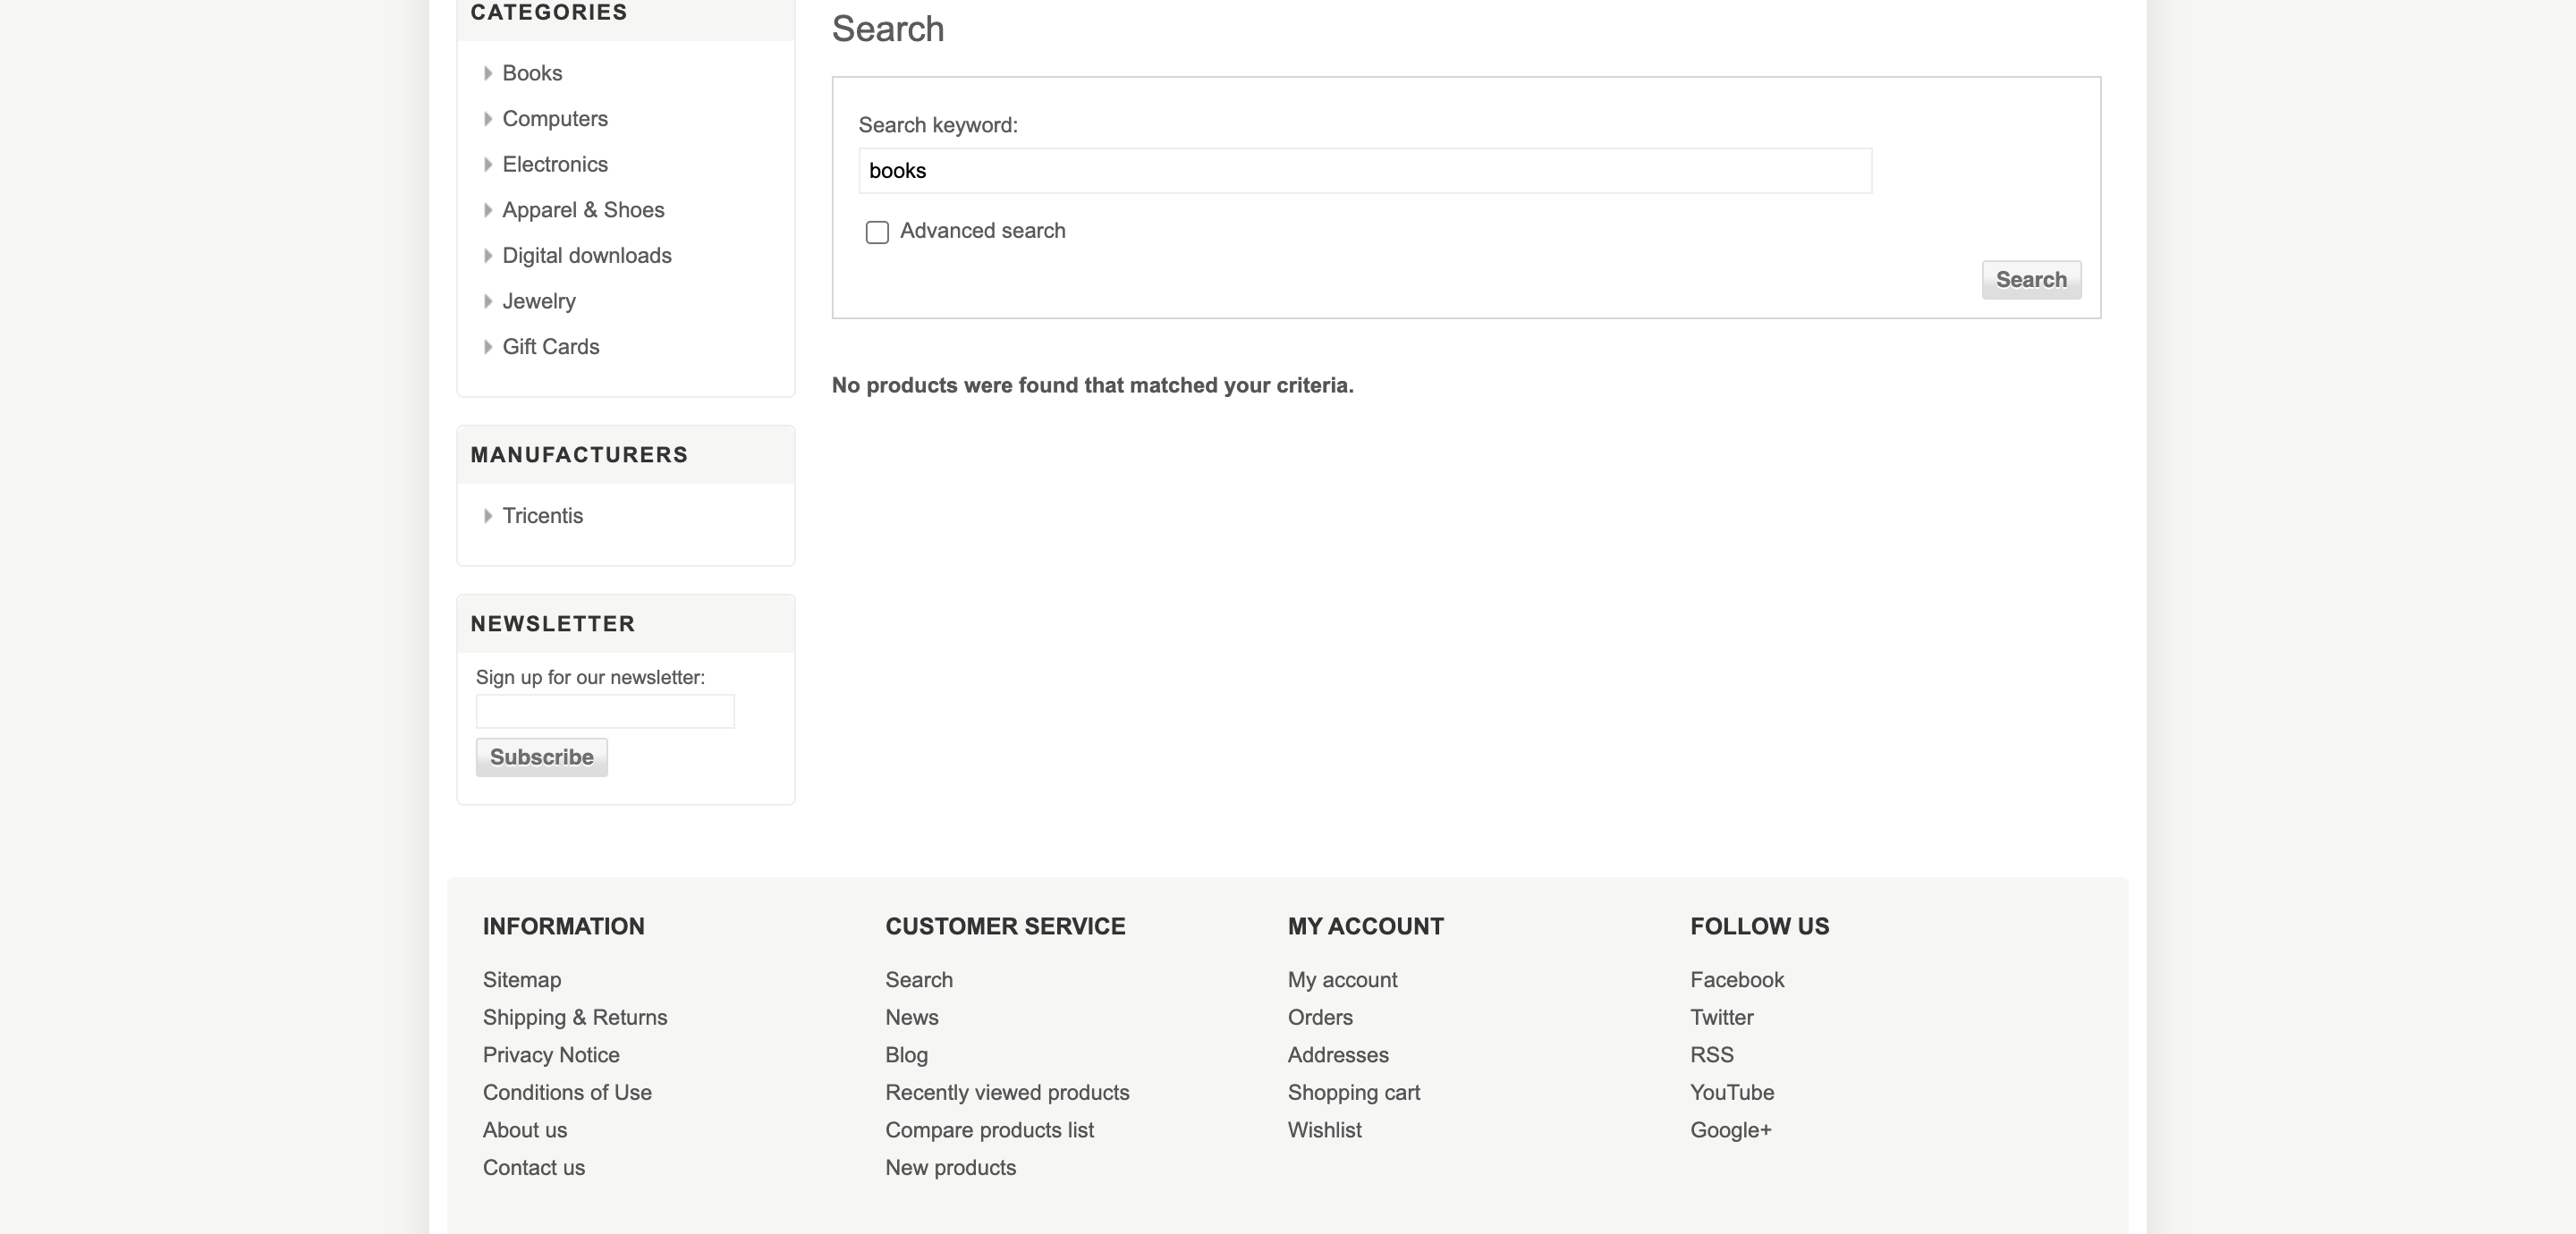 CATEGORIES
Books
Computers
Electronics
Apparel & Shoes
Digital downloads
Jewelry
Gift Cards
MANUFACTURERS
Tricentis
NEWSLETTER
Sign up for our newsletter:
Subscribe
Search
Search keyword:
books
Advanced search
Search
No products were found that matched your criteria.
INFORMATION
Sitemap
Shipping & Returns
Privacy Notice
Conditions of Use
About us
Contact us
CUSTOMER SERVICE
Search
News
Blog
Recently viewed products
Compare products list
New products
MY ACCOUNT
My account
Orders
Addresses
Shopping cart
Wishlist
FOLLOW US
Facebook
Twitter
RSS
YouTube
Google+